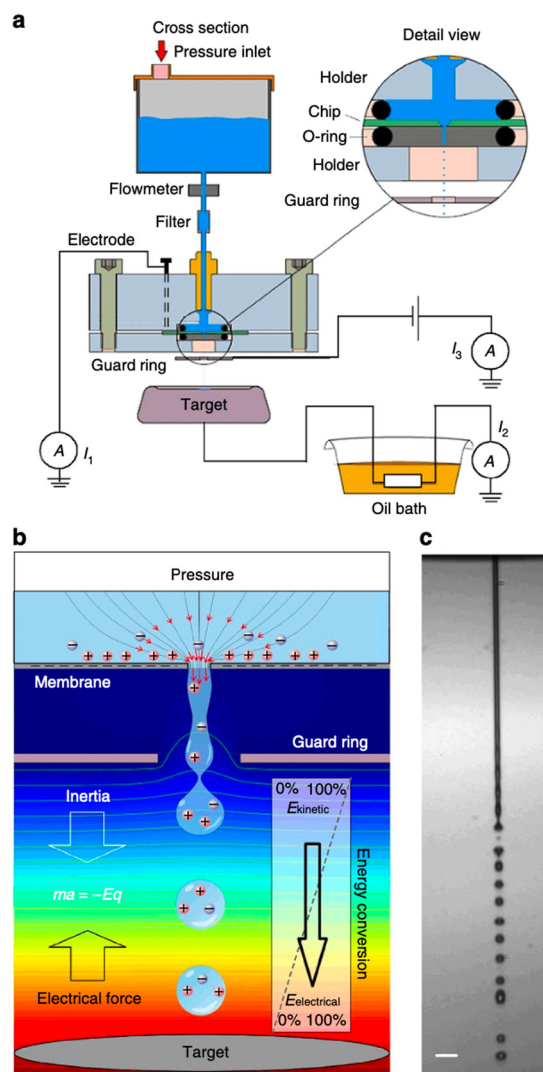 a
Cross section
Pressure inlet
Detail view
Holder
Chip
O-ring
Holder
Guard ring
Flowmeter
Filter
Electrode
Guard ring
Target
I1
A
I3
A
I2
A
Oil bath
b
c
Pressure
+ −
Membrane
Guard ring
Inertia
0% 100%
Ekinetic
ma = −Eq
Energy conversion
Electrical force
Eelectrical
0% 100%
Target